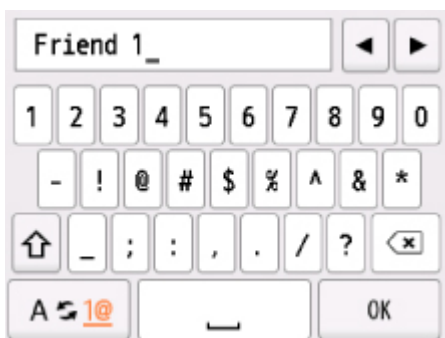 Friend 1_ ◀ ▶
1 2 3 4 5 6 7 8 9 0
- ! @ # $ % ^ & *
_ ; : , . / ?
A 1@ OK